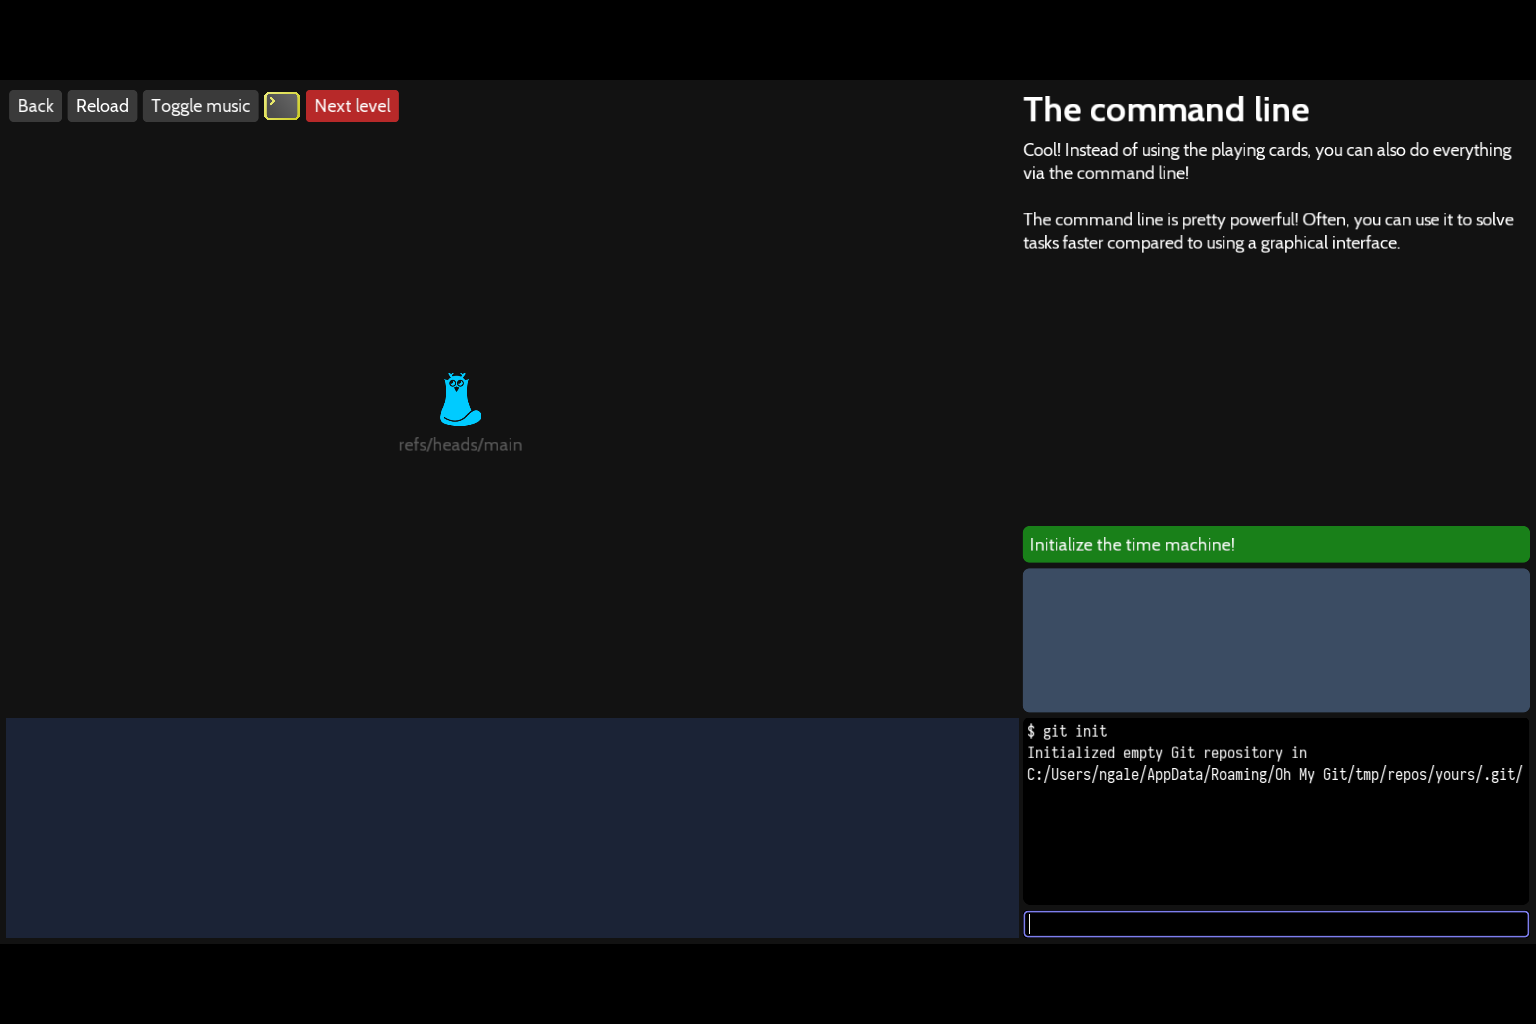 Back Reload Toggle music Next level
The command line
Cool! Instead of using the playing cards, you can also do everything
via the command line!
The command line is pretty powerful! Often, you can use it to solve
tasks faster compared to using a graphical interface.
refs/heads/main
Initialize the time machine!
$ git init
Initialized empty Git repository in
C:/Users/ngale/AppData/Roaming/Oh My Git/tmp/repos/yours/.git/